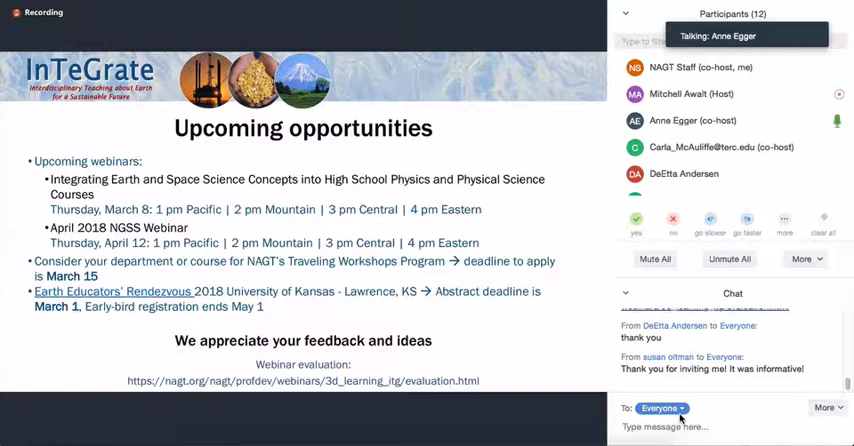 Recording
InTeGrate
Interdisciplinary Teaching about Earth
for a Sustainable Future
Upcoming opportunities
• Upcoming webinars:
• Integrating Earth and Space Science Concepts into High School Physics and Physical Science
Courses
Thursday, March 8: 1 pm Pacific | 2 pm Mountain | 3 pm Central | 4 pm Eastern
• April 2018 NGSS Webinar
Thursday, April 12: 1 pm Pacific | 2 pm Mountain | 3 pm Central | 4 pm Eastern
• Consider your department or course for NAGT's Traveling Workshops Program → deadline to apply
is March 15
• Earth Educators' Rendezvous 2018 University of Kansas - Lawrence, KS → Abstract deadline is
March 1, Early-bird registration ends May 1
We appreciate your feedback and ideas
Webinar evaluation:
https://nagt.org/nagt/profdev/webinars/3d_learning_itg/evaluation.html
Participants (12)
Talking: Anne Egger
Type to filte
NS NAGT Staff (co-host, me)
MA Mitchell Awalt (Host)
AE Anne Egger (co-host)
C Carla_McAuliffe@terc.edu (co-host)
DA DeEtta Andersen
yes no go slower go faster more clear all
Mute All Unmute All More
Chat
From DeEtta Andersen to Everyone:
thank you
From susan oltman to Everyone:
Thank you for inviting me! It was informative!
To: Everyone More
Type message here...